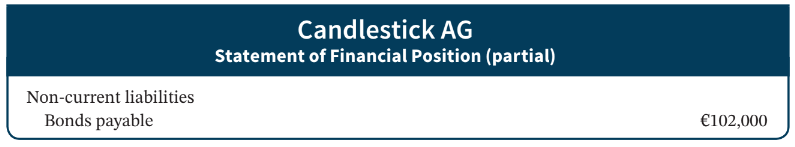 Candlestick AG
Statement of Financial Position (partial)
Non-current liabilities
Bonds payable €102,000